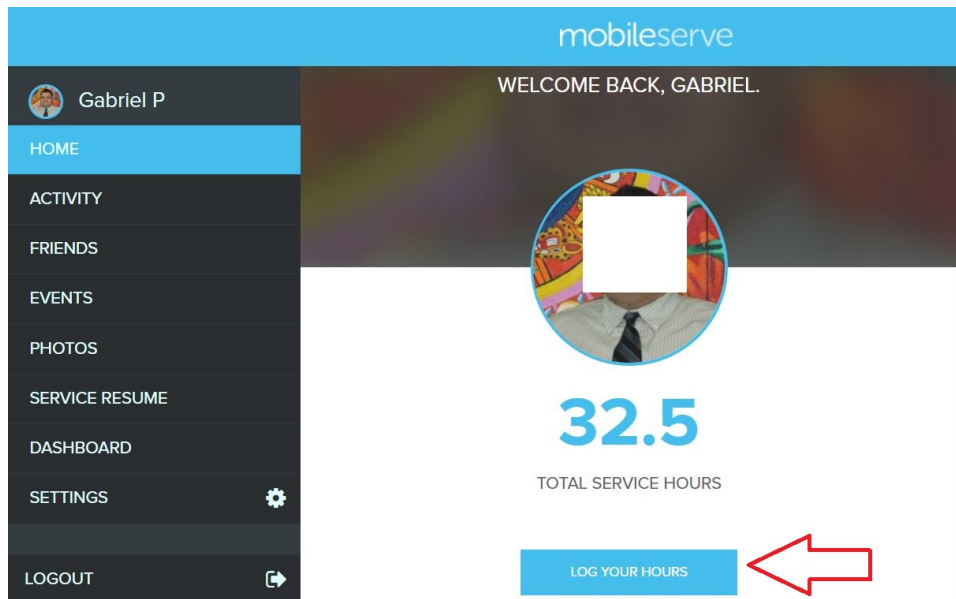 mobileserve
Gabriel P
HOME
ACTIVITY
FRIENDS
EVENTS
PHOTOS
SERVICE RESUME
DASHBOARD
SETTINGS
LOGOUT
WELCOME BACK, GABRIEL.
32.5
TOTAL SERVICE HOURS
LOG YOUR HOURS